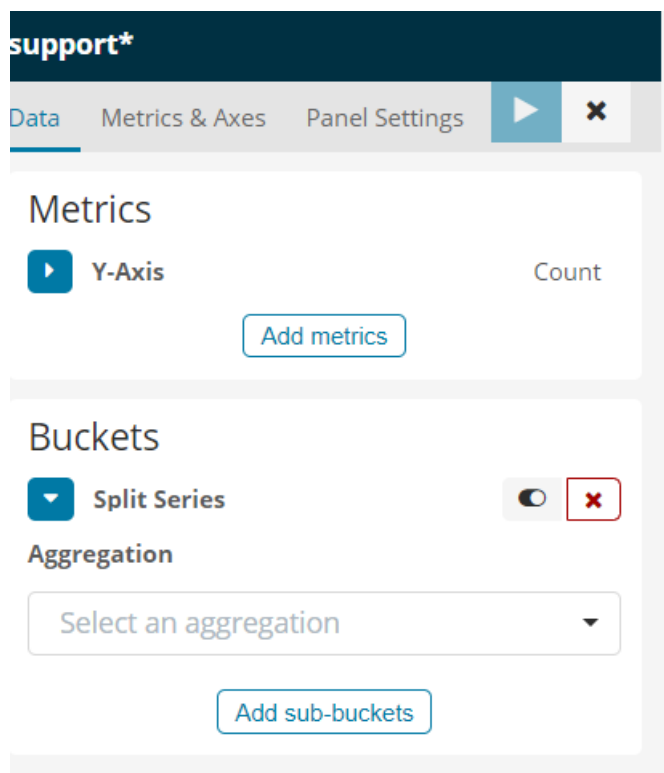 support*
Data Metrics & Axes Panel Settings
Metrics
Y-Axis Count
Add metrics
Buckets
Split Series
Aggregation
Select an aggregation
Add sub-buckets